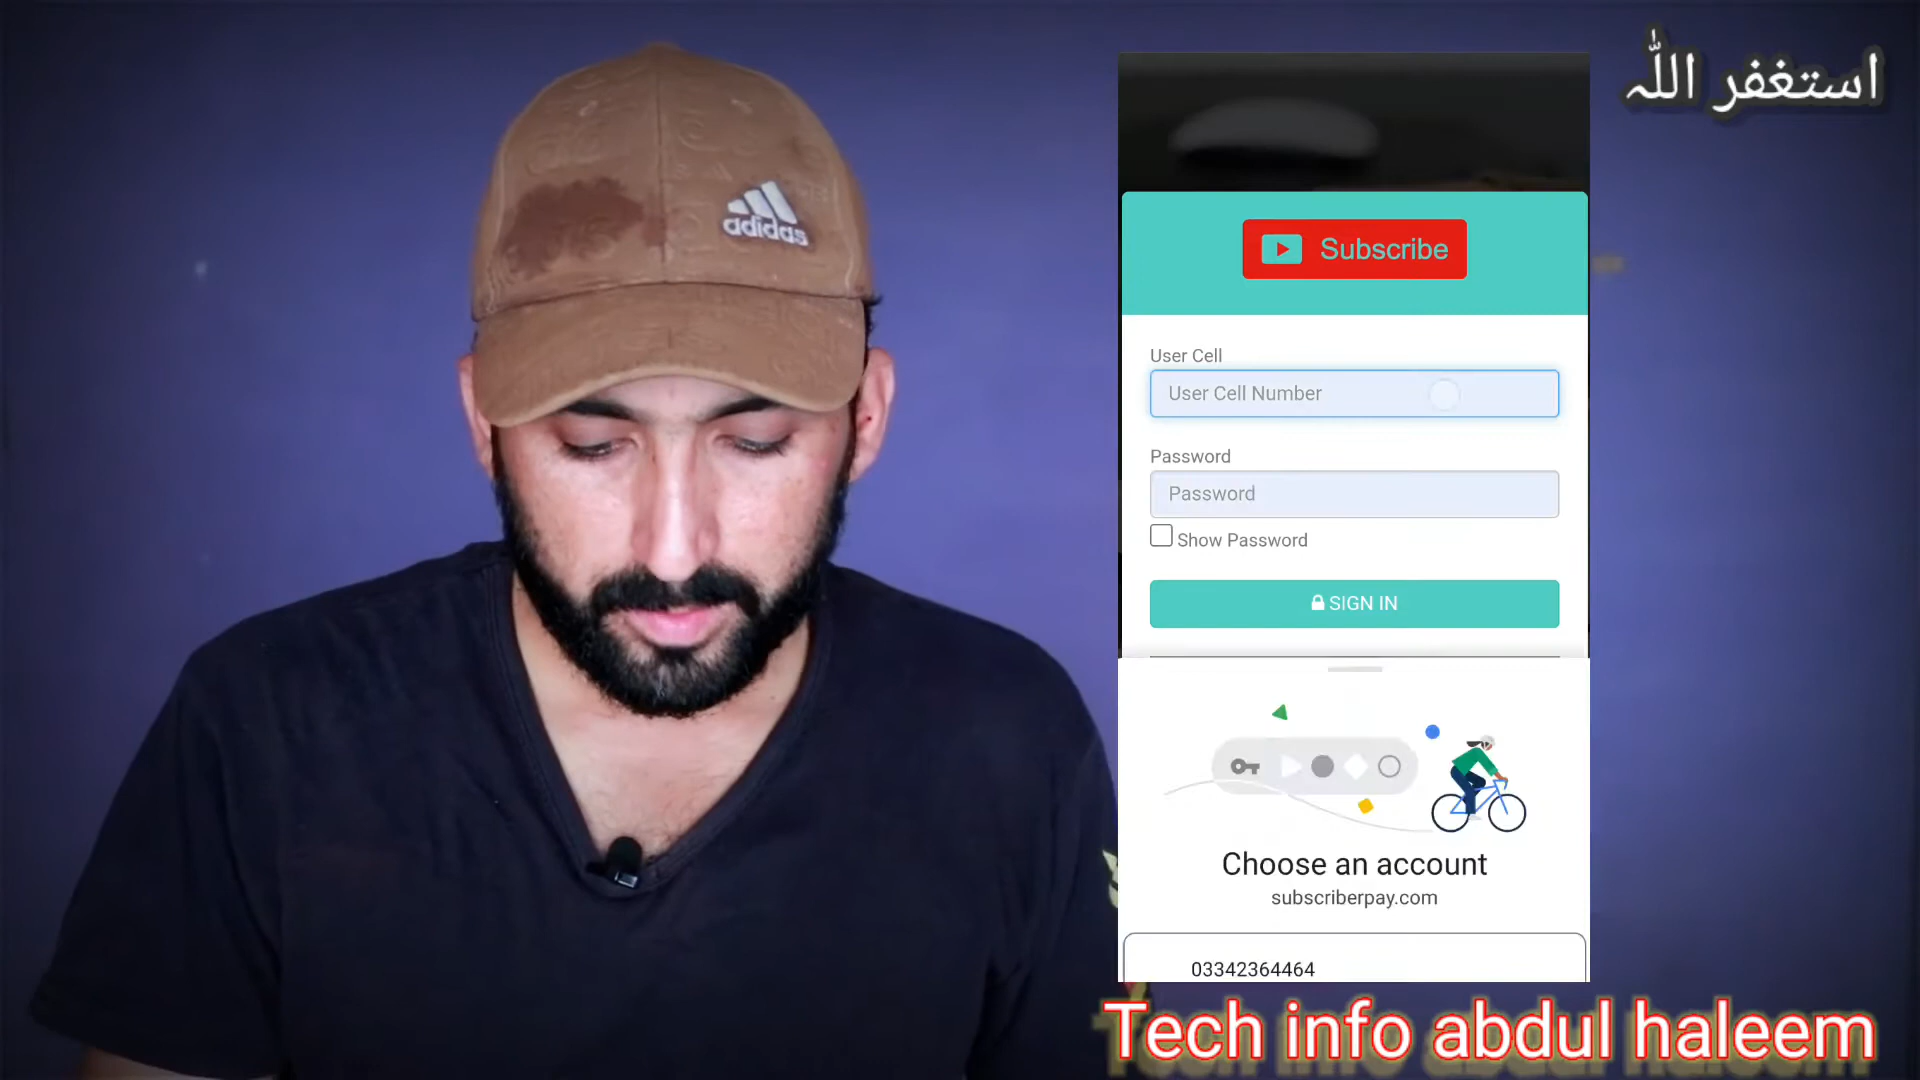 استغفر اللّٰہ
adidas
Subscribe
User Cell
User Cell Number
Password
Password
Show Password
SIGN IN
Choose an account
subscriberpay.com
03342364464
Tech info abdul haleem